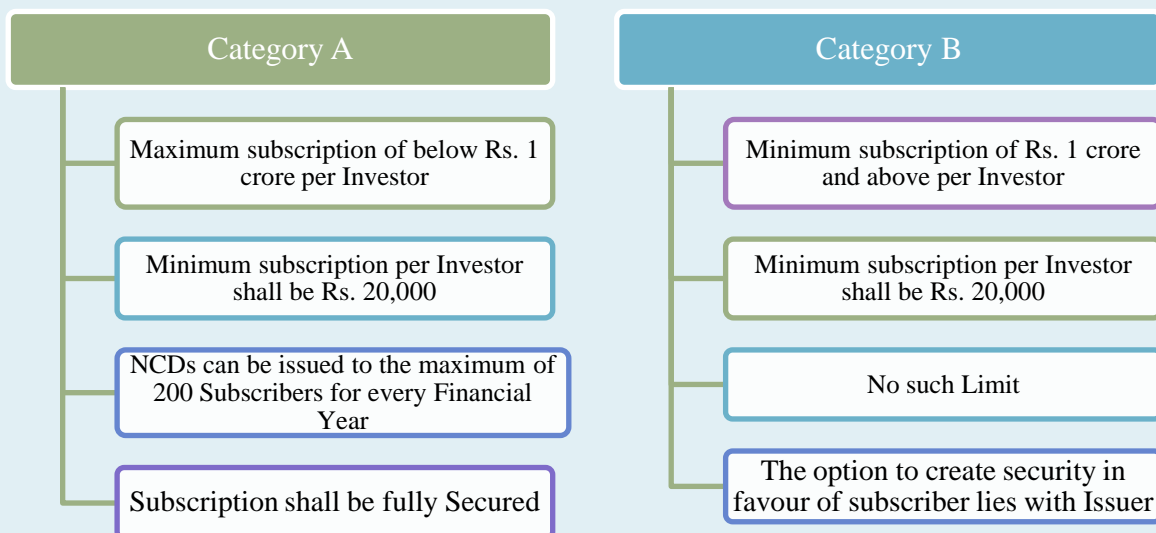 Category A
Maximum subscription of below Rs. 1
crore per Investor
Minimum subscription per Investor
shall be Rs. 20,000
NCDs can be issued to the maximum of
200 Subscribers for every Financial
Year
Subscription shall be fully Secured
Category B
Minimum subscription of Rs. 1 crore
and above per Investor
Minimum subscription per Investor
shall be Rs. 20,000
No such Limit
The option to create security in
favour of subscriber lies with Issuer